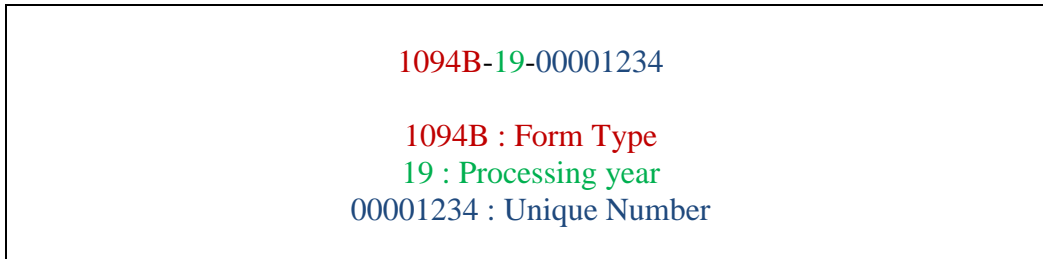 1094B-19-00001234
1094B : Form Type
19 : Processing year
00001234 : Unique Number